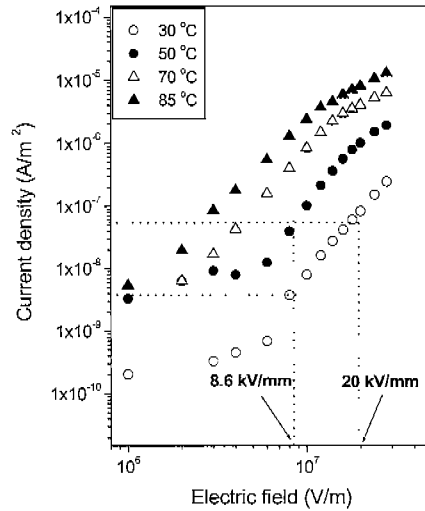 30 °C
50 °C
70 °C
85 °C
1x10⁻⁴
1x10⁻⁵
1x10⁻⁶
1x10⁻⁷
1x10⁻⁸
1x10⁻⁹
1x10⁻¹⁰
Current density (A/m²)
8.6 kV/mm
20 kV/mm
10⁶
10⁷
Electric field (V/m)